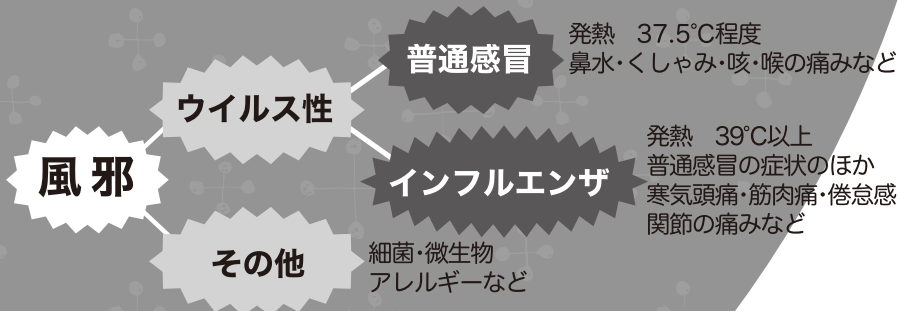 風邪
ウイルス性
普通感冒
発熱　37.5℃程度
鼻水・くしゃみ・咳・喉の痛みなど
インフルエンザ
発熱　39℃以上
普通感冒の症状のほか
寒気頭痛・筋肉痛・倦怠感
関節の痛みなど
その他
細菌・微生物
アレルギーなど